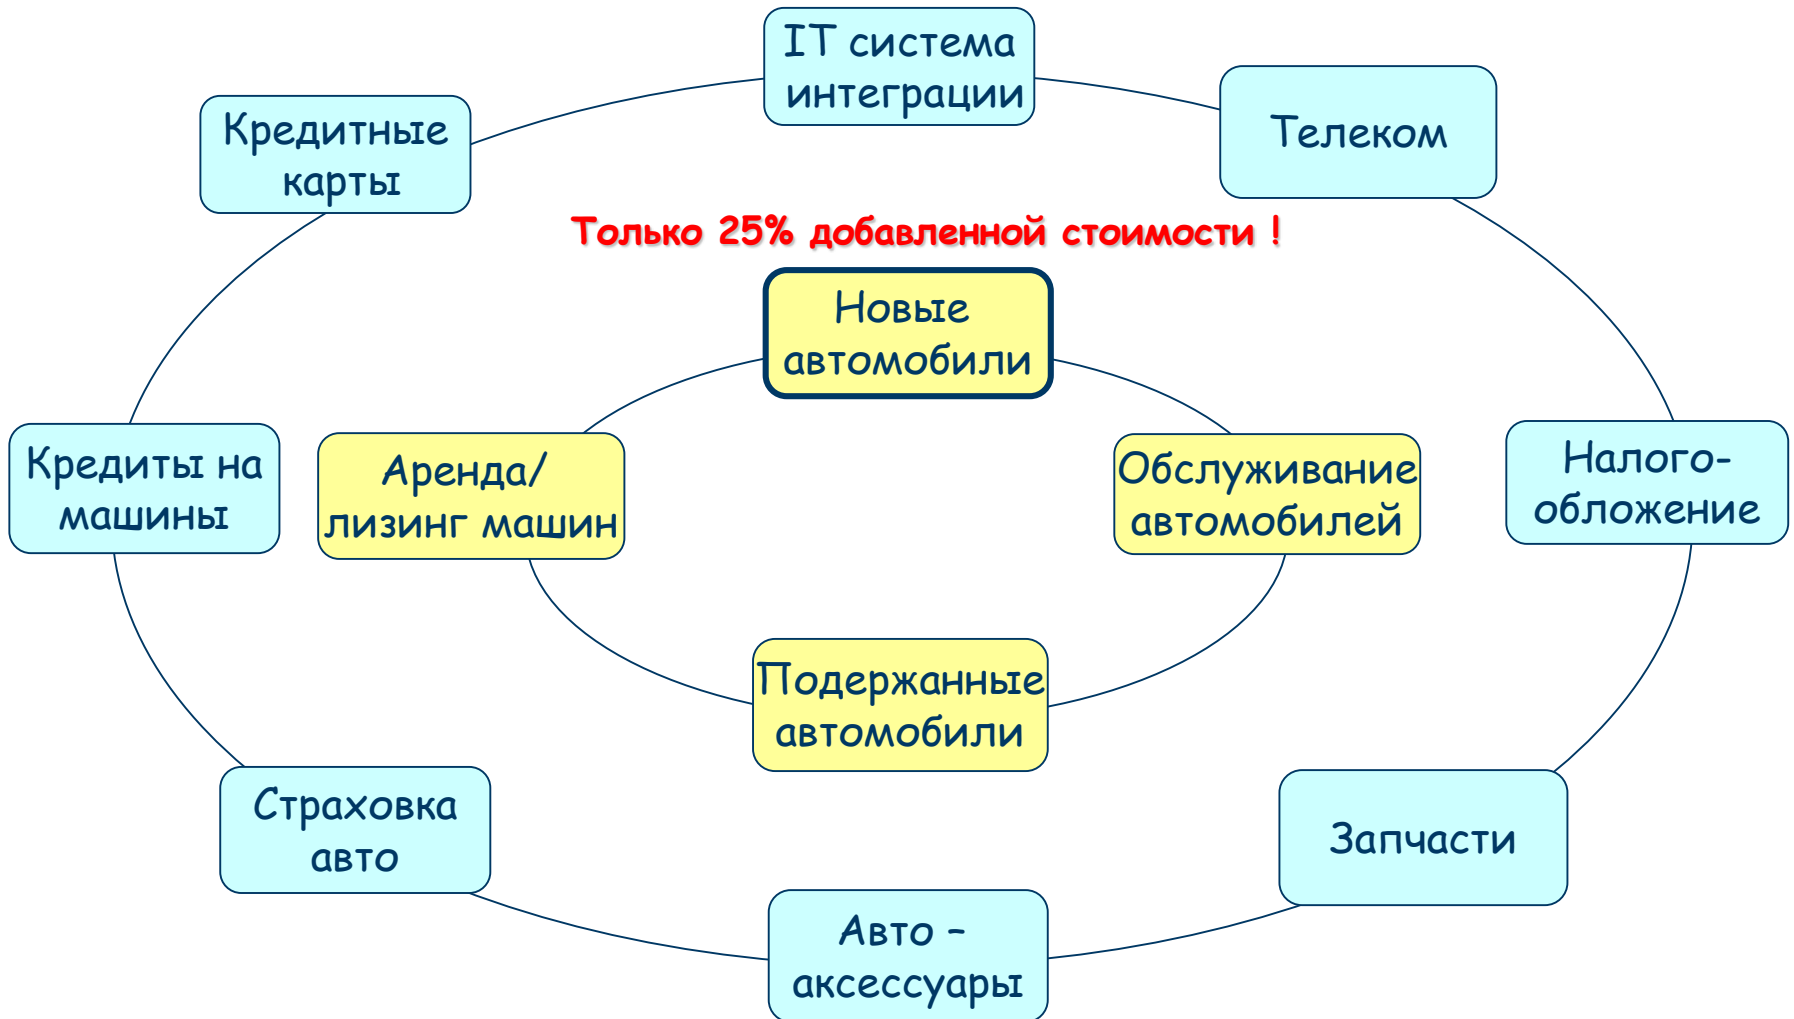 IT система
интеграции
Кредитные
карты
Телеком
Только 25% добавленной стоимости !
Новые
автомобили
Кредиты на
машины
Аренда/
лизинг машин
Обслуживание
автомобилей
Налого-
обложение
Подержанные
автомобили
Страховка
авто
Запчасти
Авто –
аксессуары